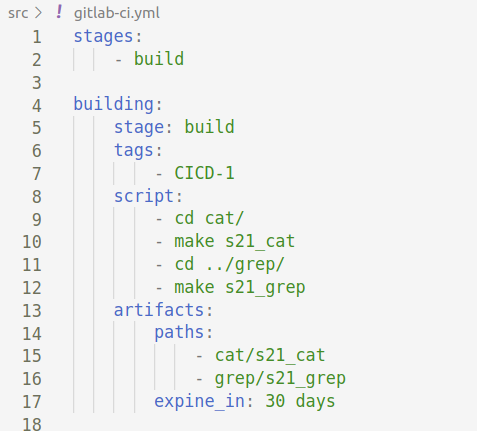 src > ! gitlab-ci.yml
1 stages:
2 - build
3
4 building:
5 stage: build
6 tags:
7 - CICD-1
8 script:
9 - cd cat/
10 - make s21_cat
11 - cd ../grep/
12 - make s21_grep
13 artifacts:
14 paths:
15 - cat/s21_cat
16 - grep/s21_grep
17 expine_in: 30 days
18